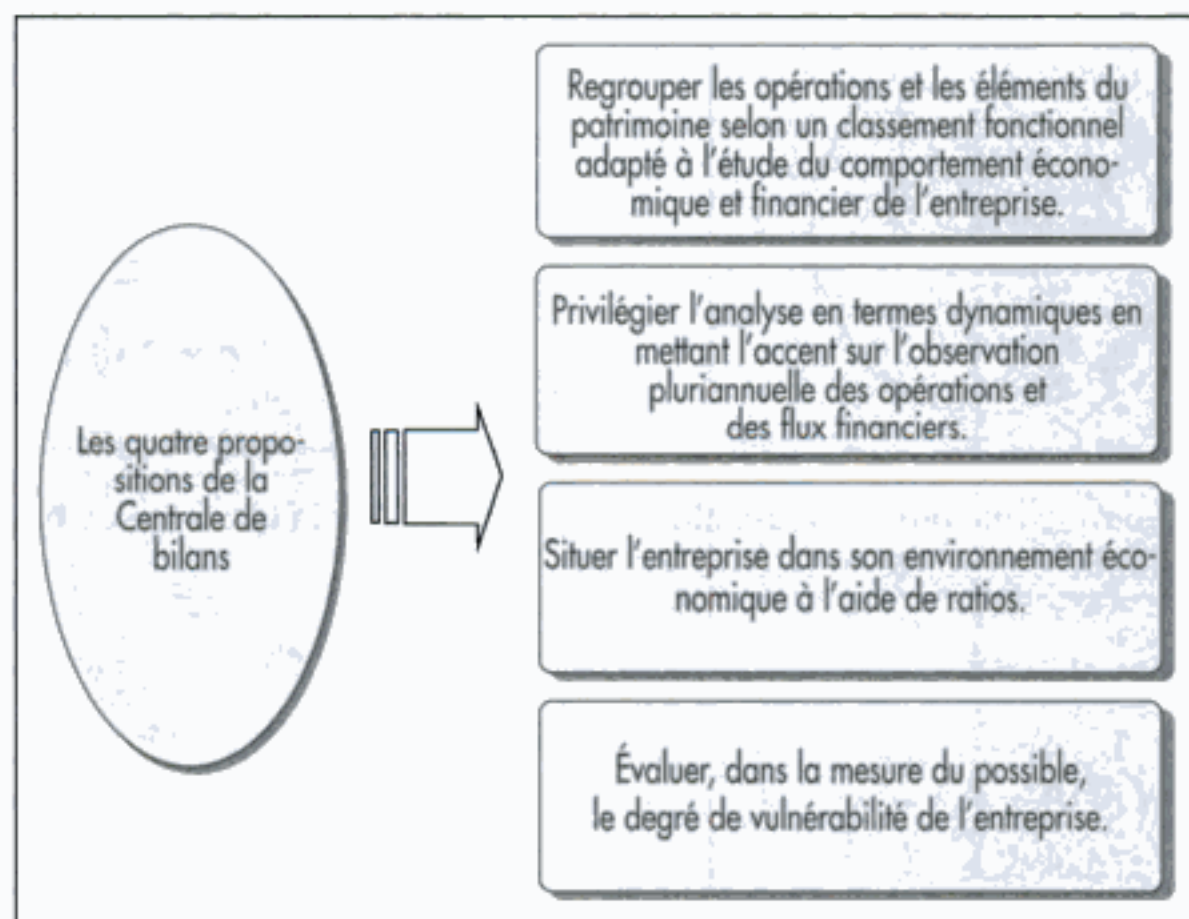 Les quatre propo-
sitions de la
Centrale de
bilans
Regrouper les opérations et les éléments du
patrimoine selon un classement fonctionnel
adapté à l'étude du comportement écono-
mique et financier de l'entreprise.
Privilégier l'analyse en termes dynamiques en
mettant l'accent sur l'observation
pluriannuelle des opérations et
des flux financiers.
Situer l'entreprise dans son environnement éco-
nomique à l'aide de ratios.
Évaluer, dans la mesure du possible,
le degré de vulnérabilité de l'entreprise.